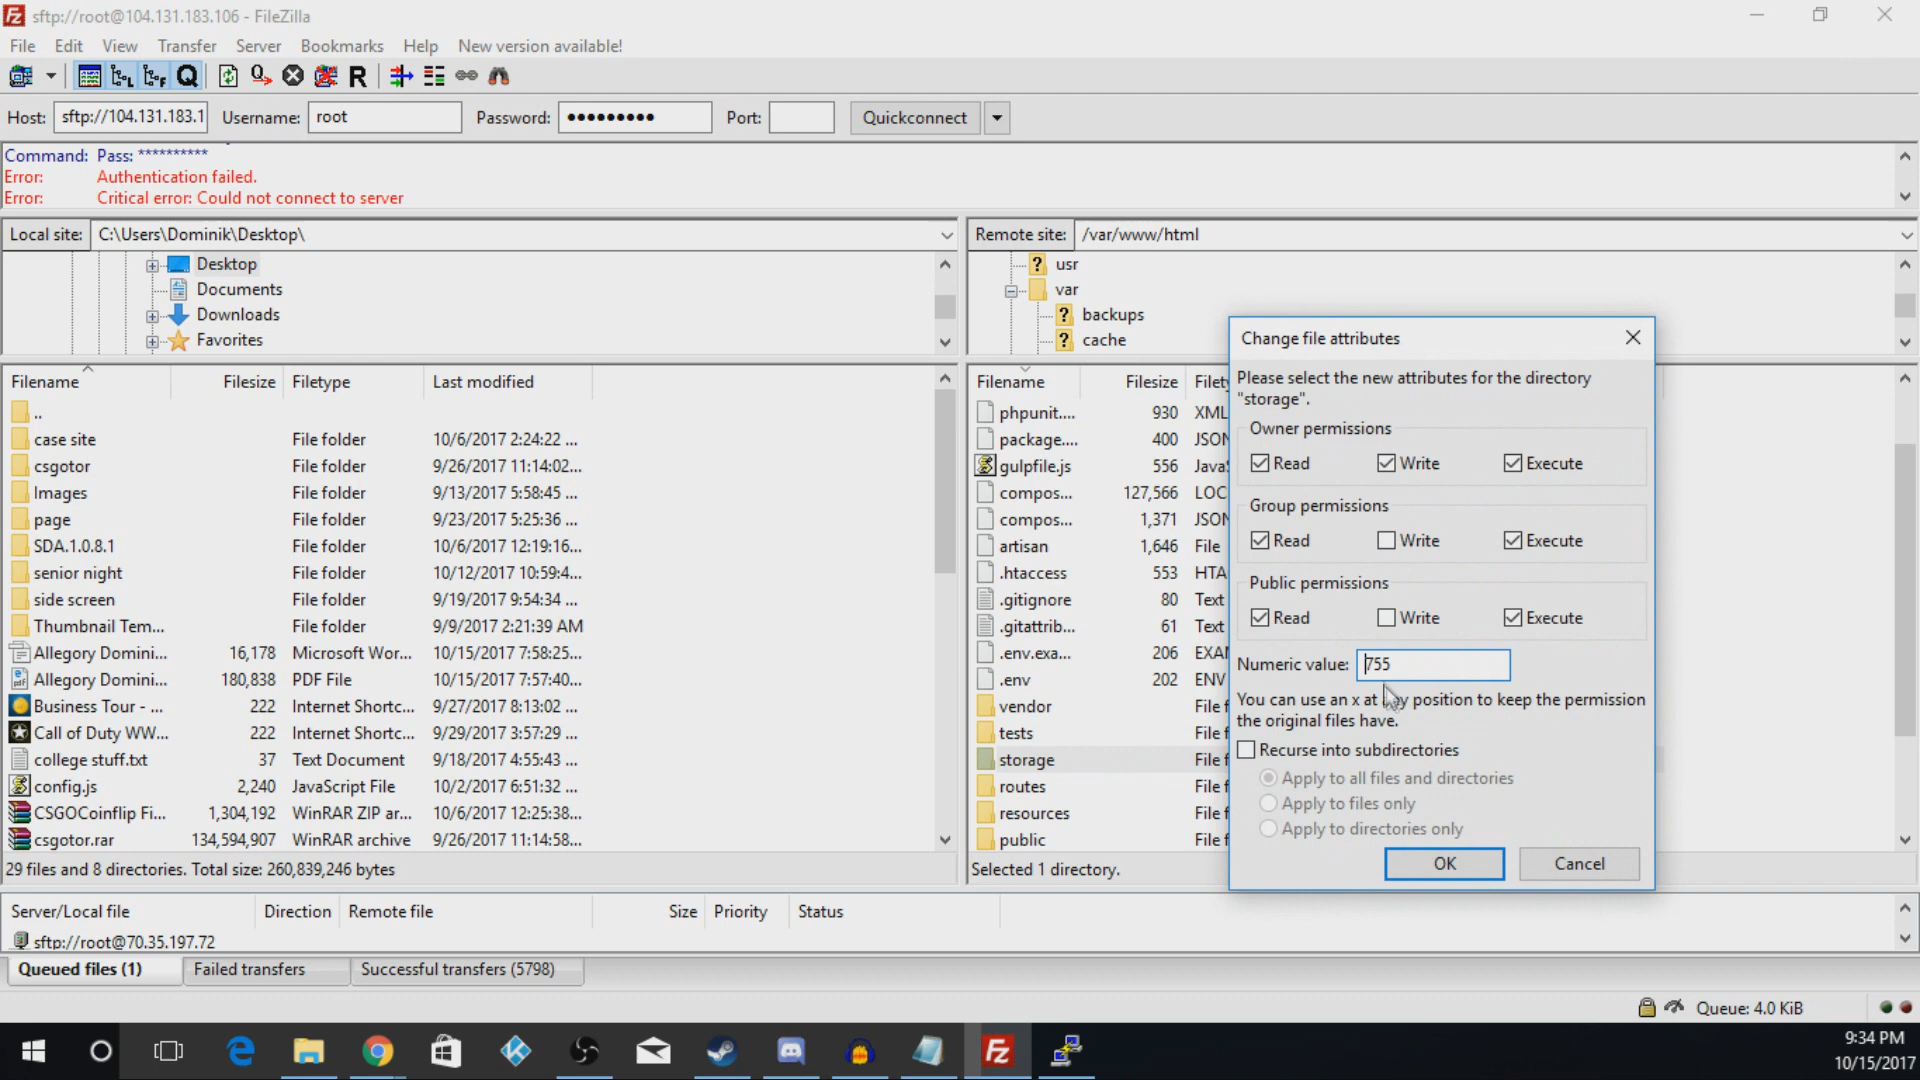 sftp://root@104.131.183.106 - FileZilla
File Edit View Transfer Server Bookmarks Help New version available!
Host: sftp://104.131.183.1 Username: root Password: ●●●●●●●●● Port: Quickconnect
Command: Pass: **********
Error: Authentication failed.
Error: Critical error: Could not connect to server
Local site: C:\Users\Dominik\Desktop\
Desktop
Documents
Downloads
Favorites
Filename Filesize Filetype Last modified
..
case site File folder 10/6/2017 2:24:22 ...
csgotor File folder 9/26/2017 11:14:02...
Images File folder 9/13/2017 5:58:45 ...
page File folder 9/23/2017 5:25:36 ...
SDA.1.0.8.1 File folder 10/6/2017 12:19:16...
senior night File folder 10/12/2017 10:59:4...
side screen File folder 9/19/2017 9:54:34 ...
Thumbnail Tem... File folder 9/9/2017 2:21:39 AM
Allegory Domini... 16,178 Microsoft Wor... 10/15/2017 7:58:25...
Allegory Domini... 180,838 PDF File 10/15/2017 7:57:40...
Business Tour - ... 222 Internet Shortc... 9/27/2017 8:13:02 ...
Call of Duty WW... 222 Internet Shortc... 9/29/2017 3:57:29 ...
college stuff.txt 37 Text Document 9/18/2017 4:55:43 ...
config.js 2,240 JavaScript File 10/2/2017 6:51:32 ...
CSGOCoinflip Fi... 1,304,192 WinRAR ZIP ar... 10/6/2017 12:25:38...
csgotor.rar 134,594,907 WinRAR archive 9/26/2017 11:14:58...
29 files and 8 directories. Total size: 260,839,246 bytes
Remote site: /var/www/html
usr
var
backups
cache
Filename Filesize Filet
phpunit.... 930 XML
package.... 400 JSO
gulpfile.js 556 Java
compos... 127,566 LOC
compos... 1,371 JSO
artisan 1,646 File
.htaccess 553 HTA
.gitignore 80 Text
.gitattrib... 61 Text
.env.exa... 206 EXA
.env 202 ENV
vendor File f
tests File f
storage File f
routes File f
resources File f
public File f
Selected 1 directory.
Change file attributes
Please select the new attributes for the directory
"storage".
Owner permissions
Read Write Execute
Group permissions
Read Write Execute
Public permissions
Read Write Execute
Numeric value: 755
You can use an x at any position to keep the permission
the original files have.
Recurse into subdirectories
Apply to all files and directories
Apply to files only
Apply to directories only
OK Cancel
Server/Local file Direction Remote file Size Priority Status
sftp://root@70.35.197.72
Queued files (1) Failed transfers Successful transfers (5798)
Queue: 4.0 KiB
9:34 PM
10/15/2017